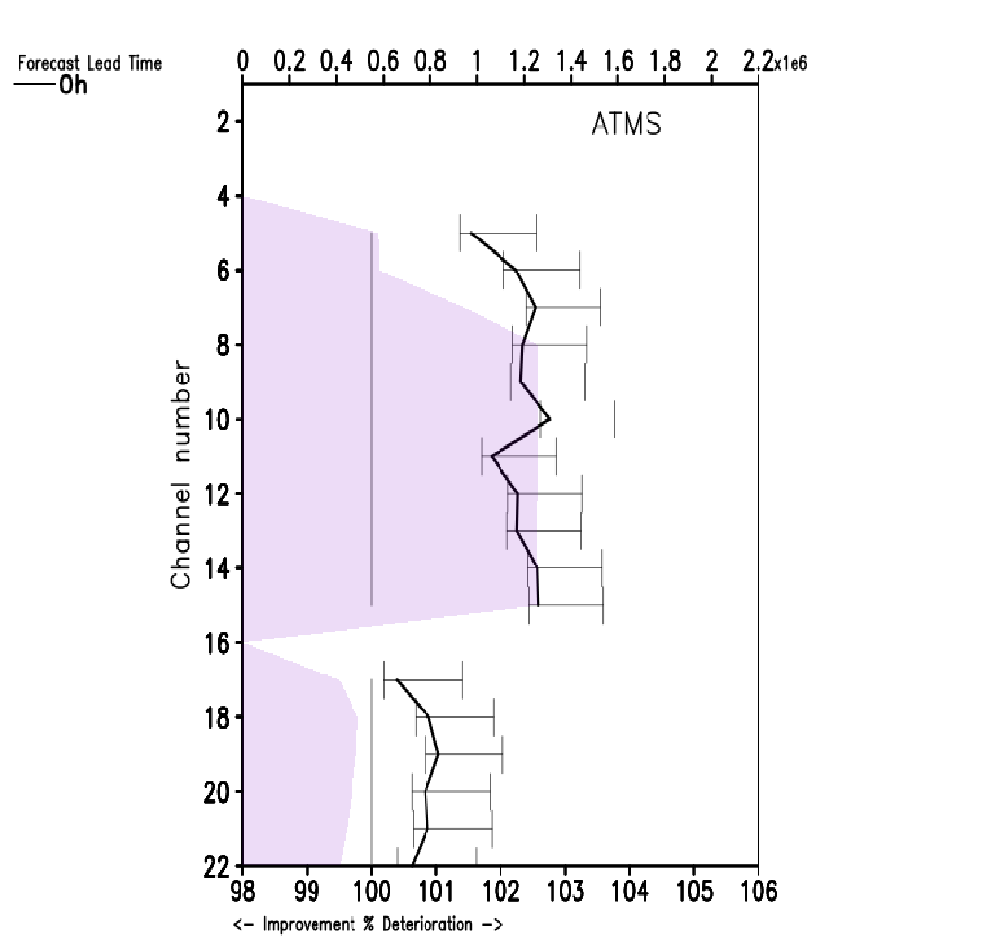 Forecast Lead Time
0h
0 0.2 0.4 0.6 0.8 1 1.2 1.4 1.6 1.8 2 2.2x1e6
ATMS
Channel number
2
4
6
8
10
12
14
16
18
20
22
98 99 100 101 102 103 104 105 106
<- Improvement % Deterioration ->